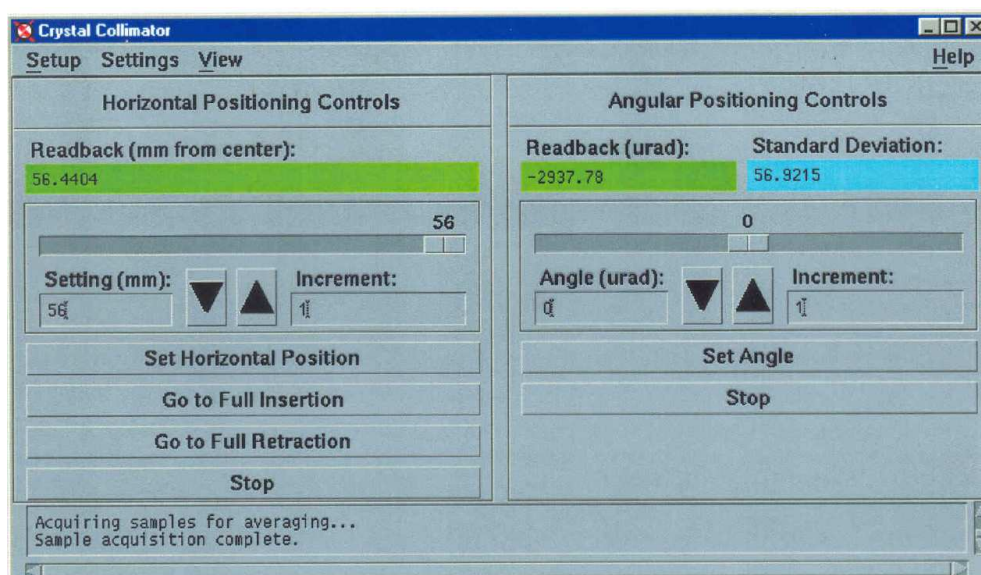 Crystal Collimator
Setup Settings View Help
Horizontal Positioning Controls
Readback (mm from center):
56.4404
56
Setting (mm): Increment:
56 1
Set Horizontal Position
Go to Full Insertion
Go to Full Retraction
Stop
Angular Positioning Controls
Readback (urad): Standard Deviation:
-2937.78 56.9215
0
Angle (urad): Increment:
0 1
Set Angle
Stop
Acquiring samples for averaging...
Sample acquisition complete.